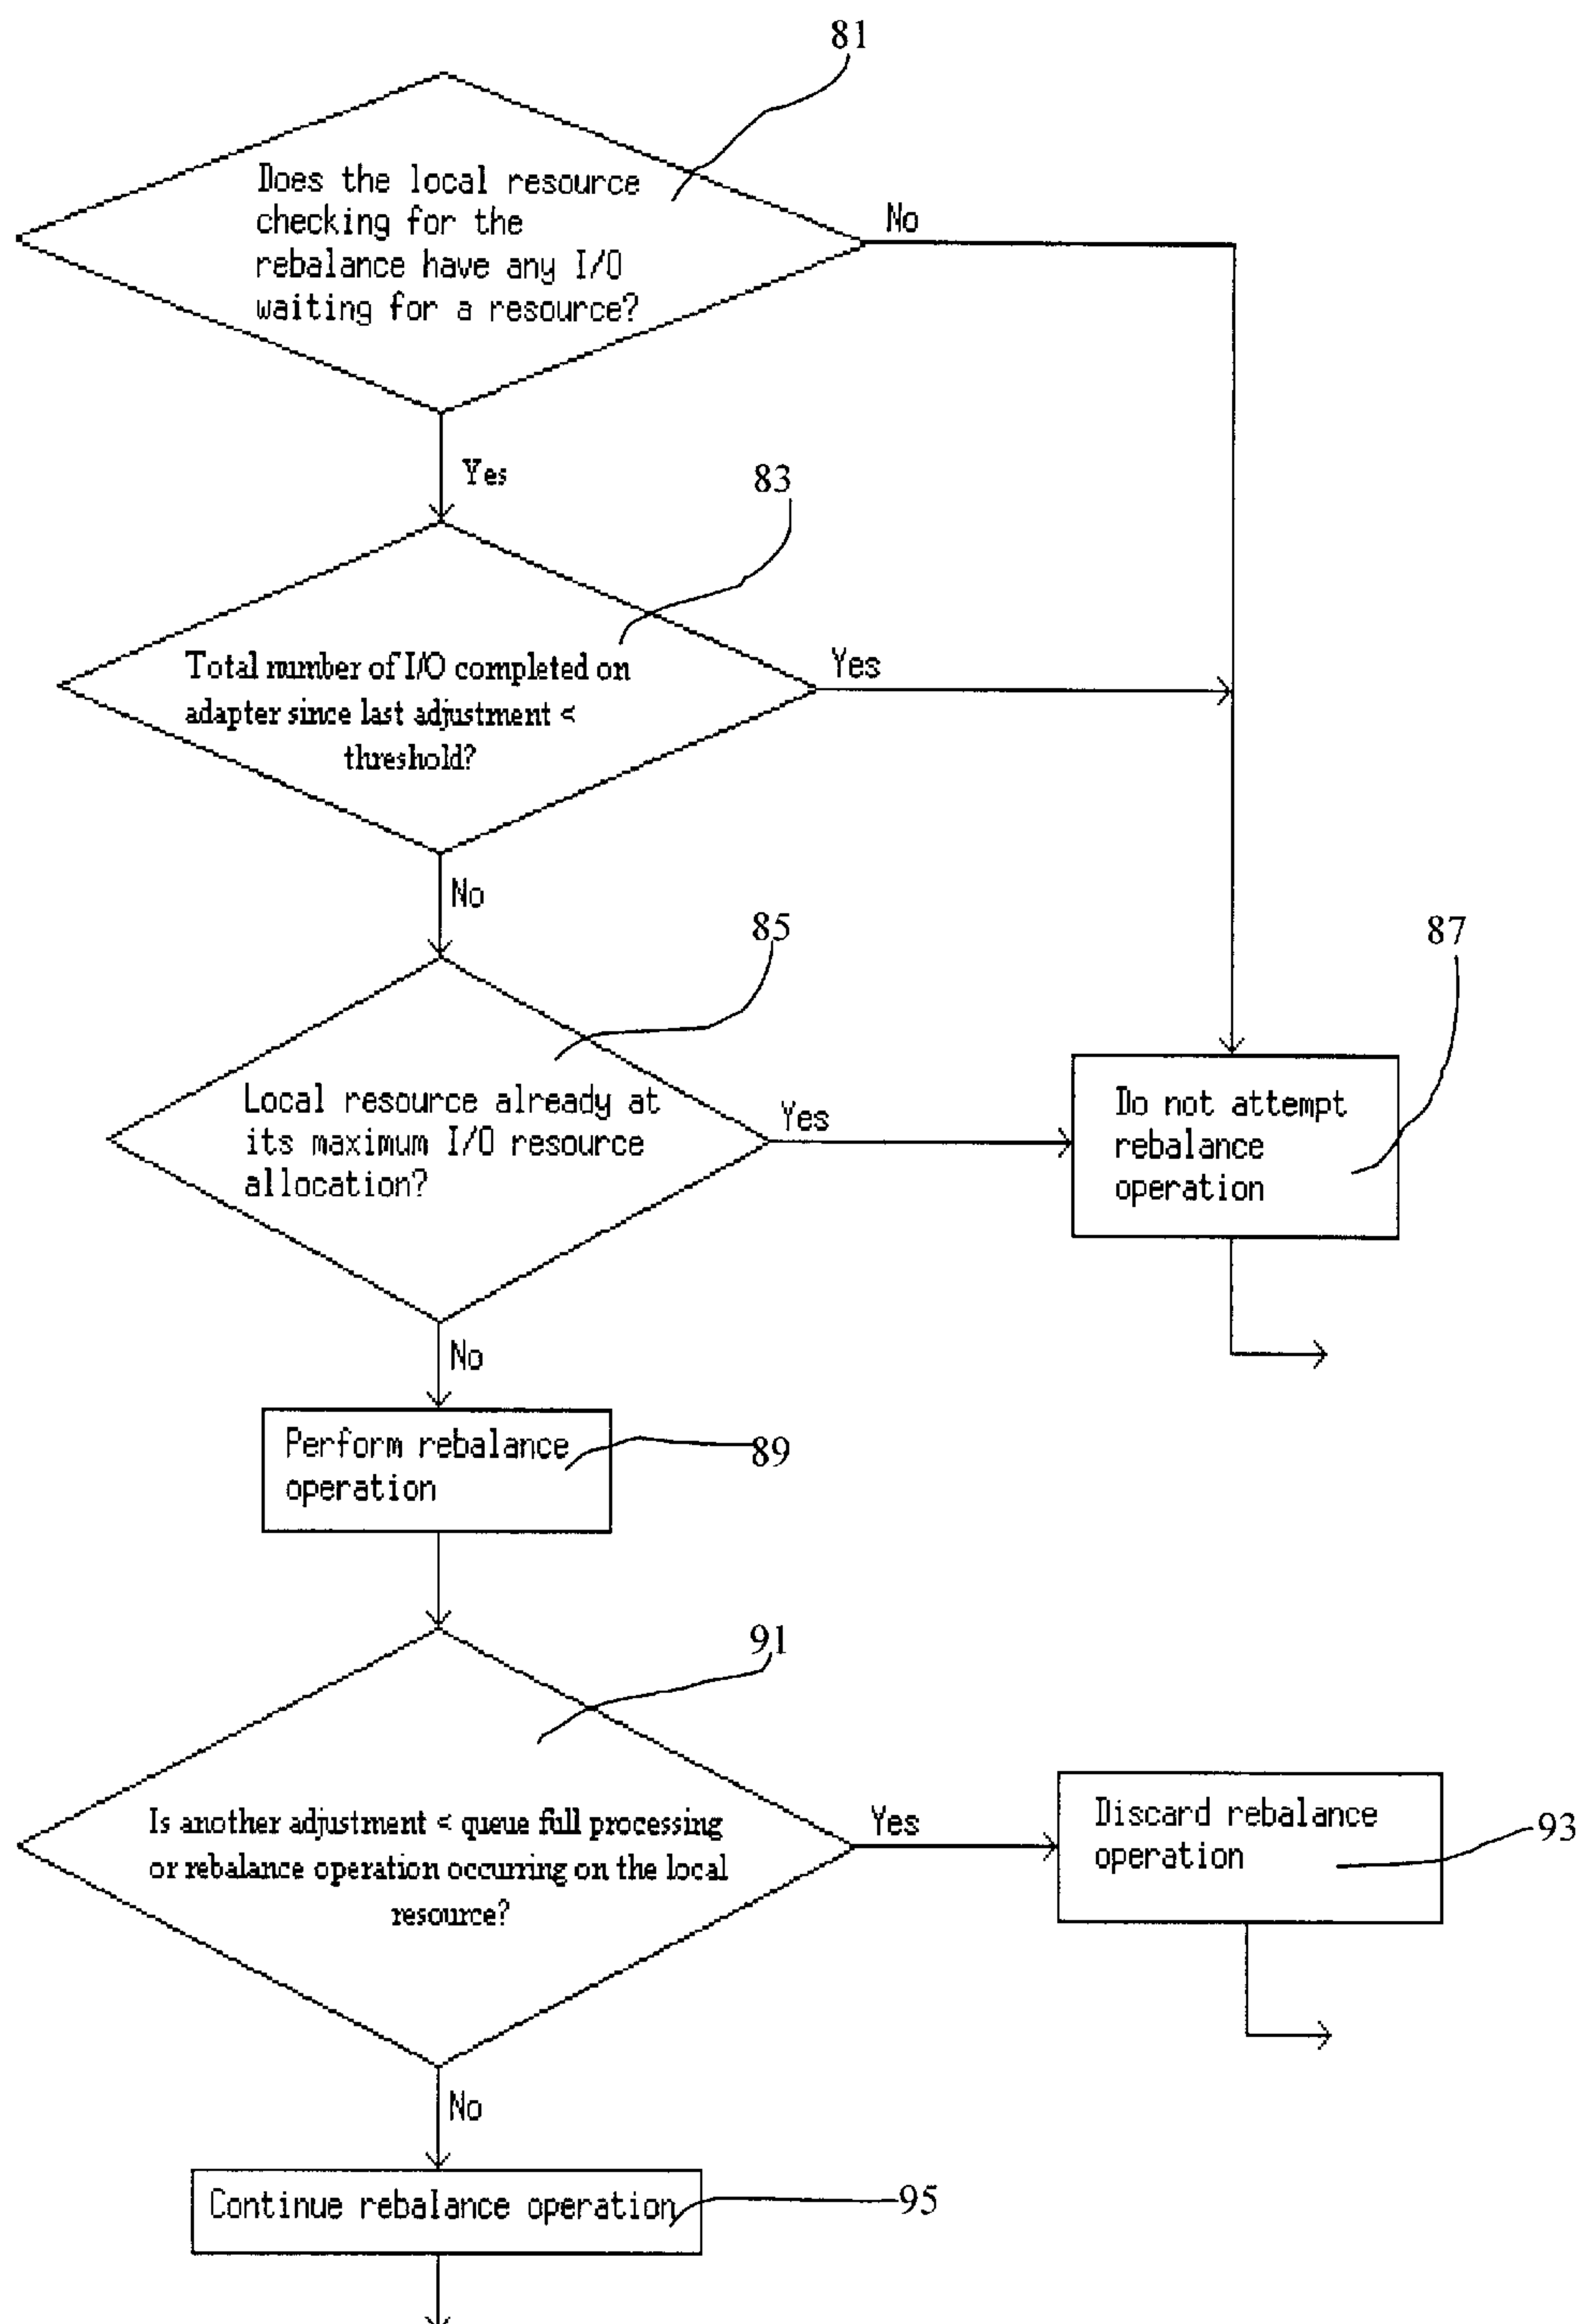 81
Does the local resource
checking for the
rebalance have any I/O
waiting for a resource?
No
Yes
83
Total number of I/O completed on
adapter since last adjustment <
threshold?
Yes
No
85
87
Local resource already at
its maximum I/O resource
allocation?
Yes
Do not attempt
rebalance
operation
No
Perform rebalance
operation
89
91
Is another adjustment < queue full processing
or rebalance operation occurring on the local
resource?
Yes
Discard rebalance
operation
93
No
Continue rebalance operation
95